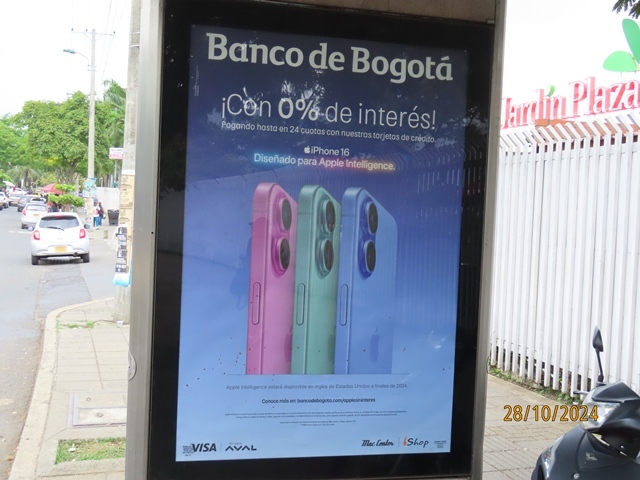 Banco de Bogotá
¡Con 0% de interés!
Pagando hasta en 24 cuotas con nuestras tarjetas de crédito.
iPhone 16
Diseñado para Apple Intelligence.
Jardín Plaza
Apple Intelligence estará disponible en inglés de Estados Unidos a finales de 2024.
Conoce más en: bancodebogota.com/applesininteres
VISA AVAL Mac Center iShop
28/10/2024